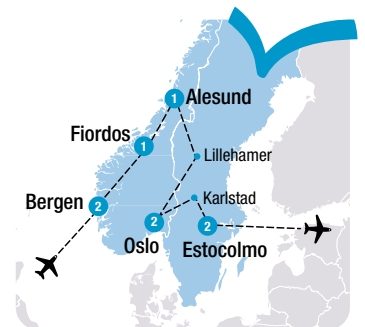 1 Alesund
Fiordos 1
Lillehamer
Karlstad
Bergen 2
2 Oslo
2 Estocolmo